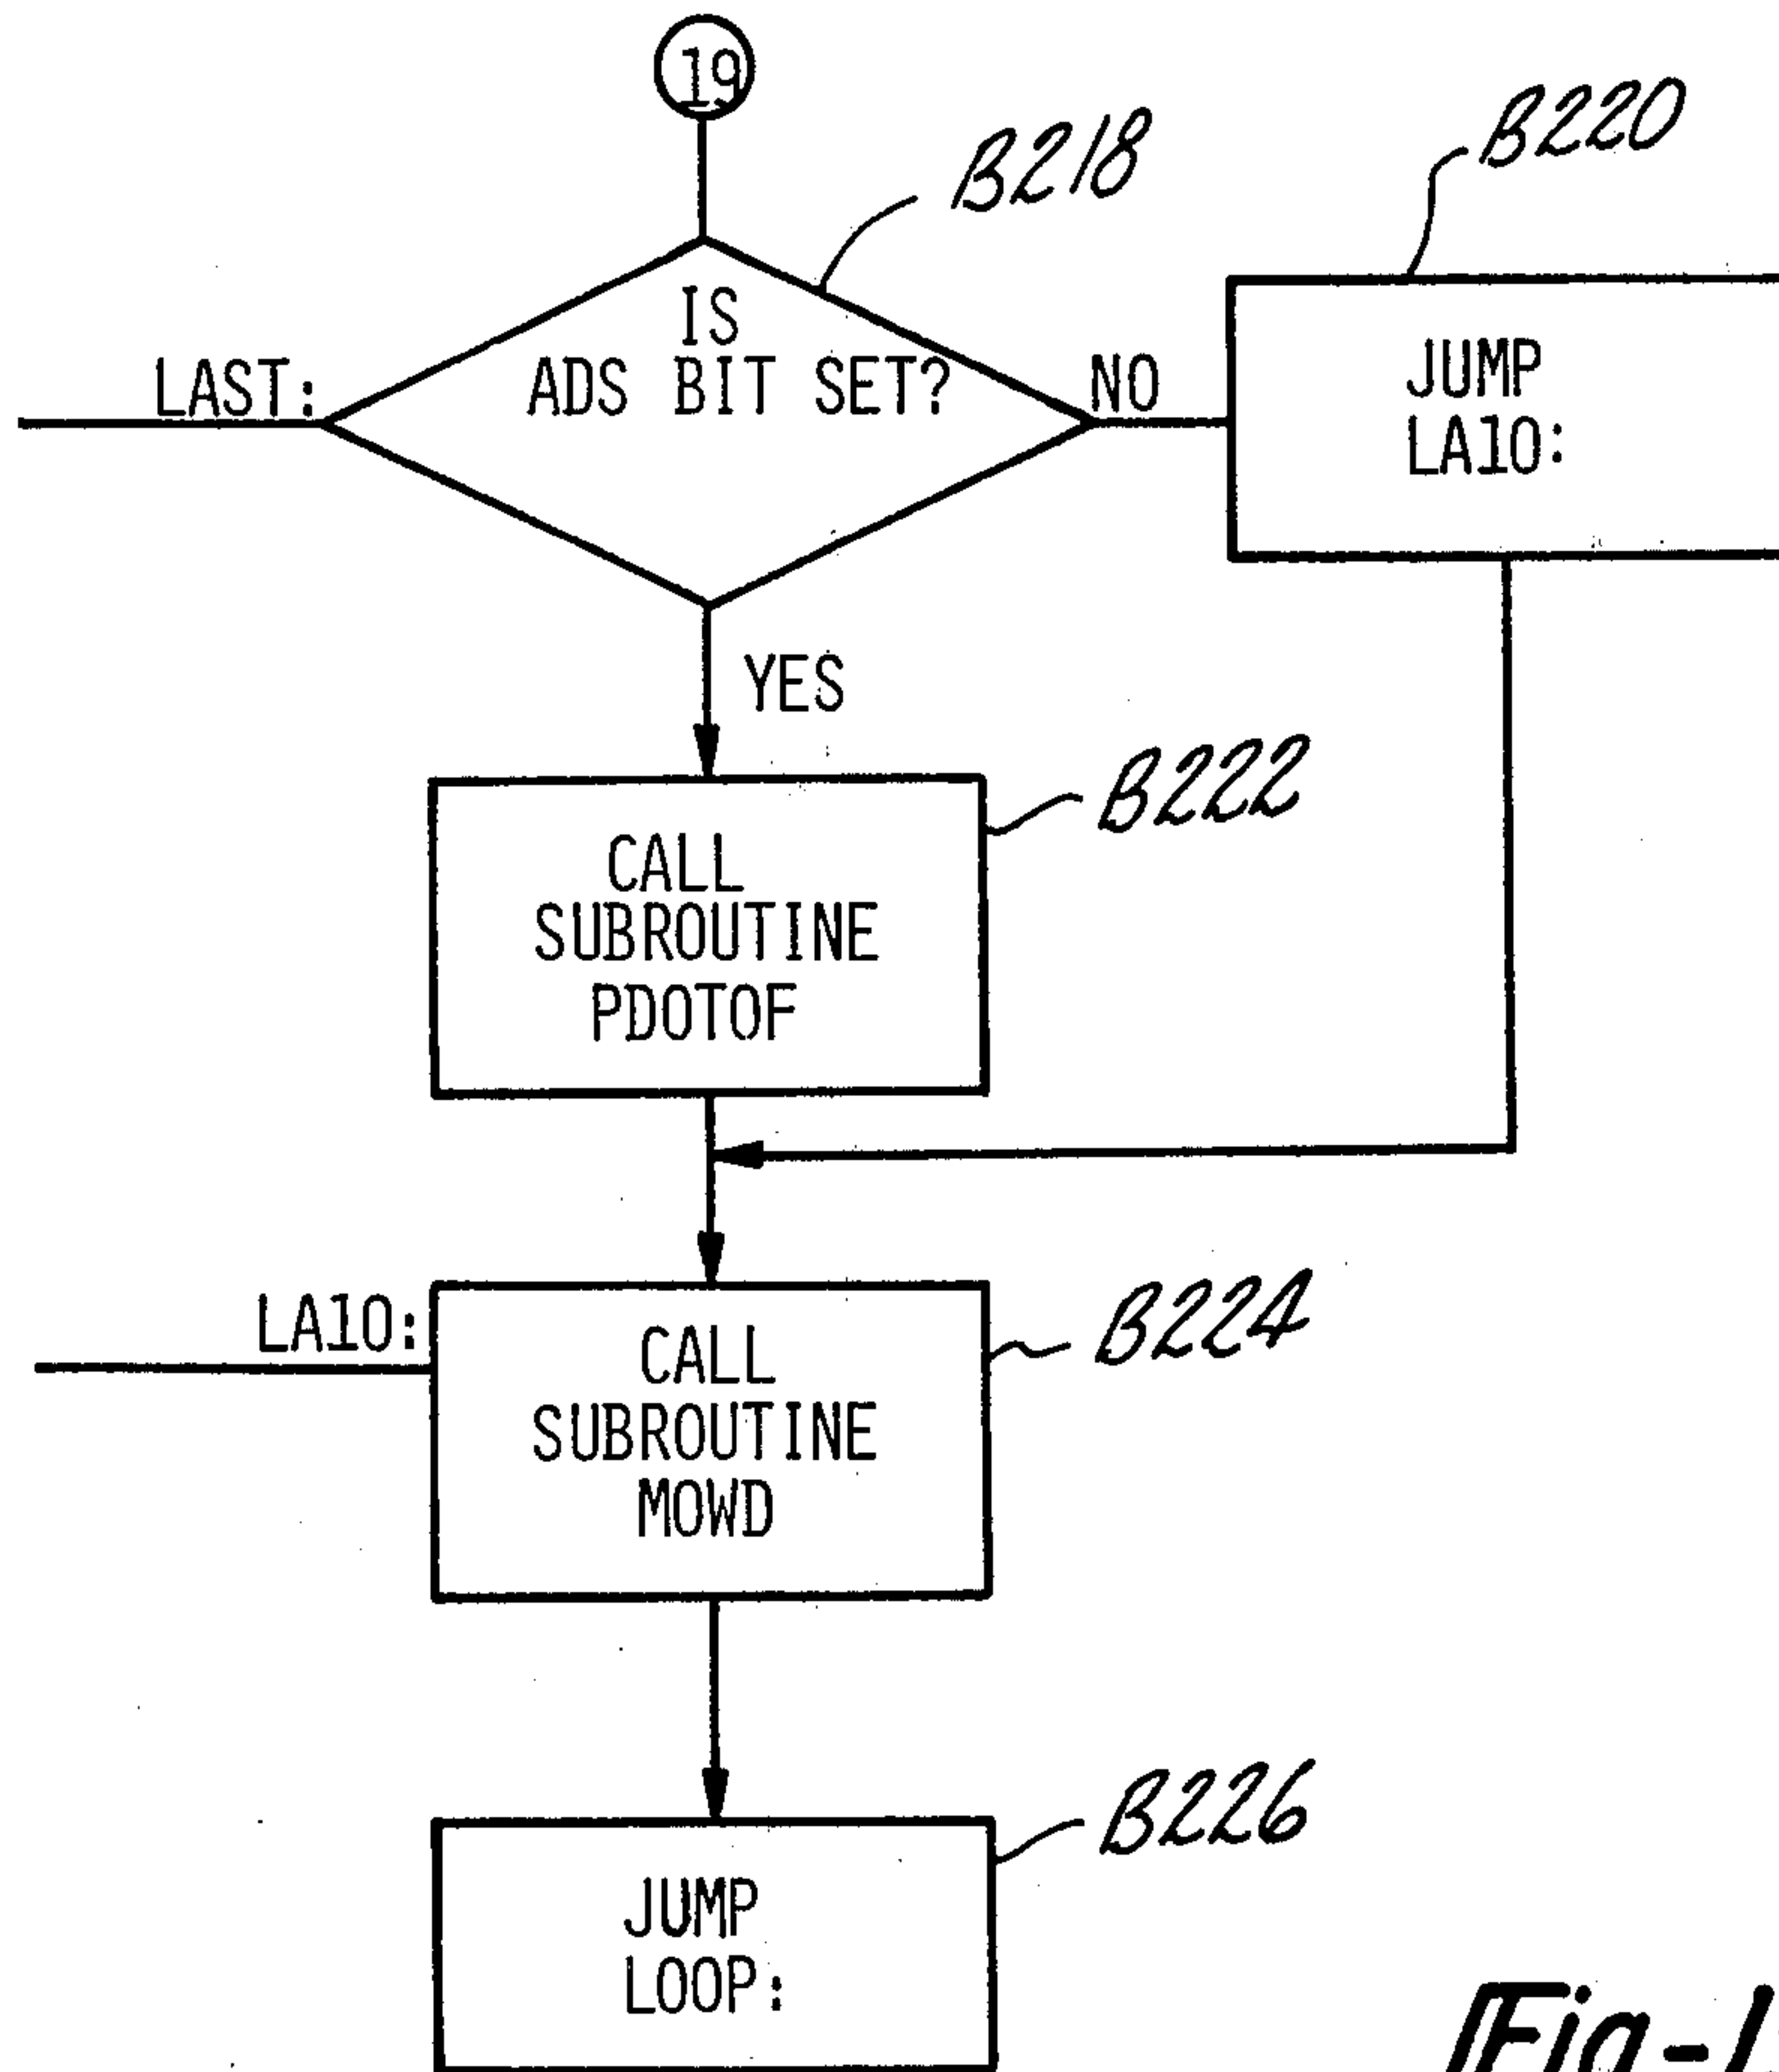 19
B218
B220
IS
ADS BIT SET?
LAST:
NO
JUMP
LA10:
YES
B222
CALL
SUBROUTINE
PDOTOF
LA10:
B224
CALL
SUBROUTINE
MOWD
B226
JUMP
LOOP: